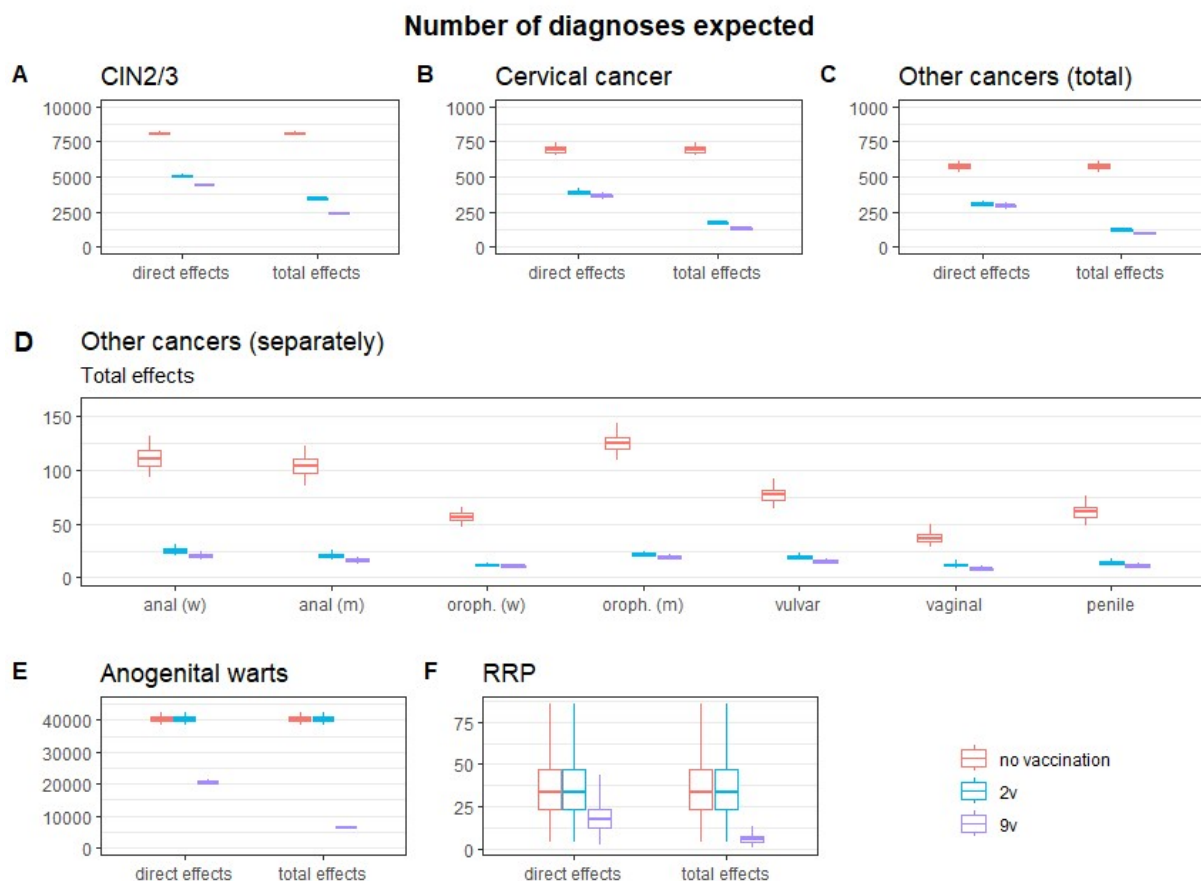 Number of diagnoses expected
A CIN2/3
10000
7500
5000
2500
0
direct effects total effects
B Cervical cancer
1000
750
500
250
0
direct effects total effects
C Other cancers (total)
1000
750
500
250
0
direct effects total effects
D Other cancers (separately)
Total effects
150
100
50
0
anal (w) anal (m) oroph. (w) oroph. (m) vulvar vaginal penile
E Anogenital warts
40000
30000
20000
10000
0
direct effects total effects
F RRP
75
50
25
0
direct effects total effects
no vaccination
2v
9v